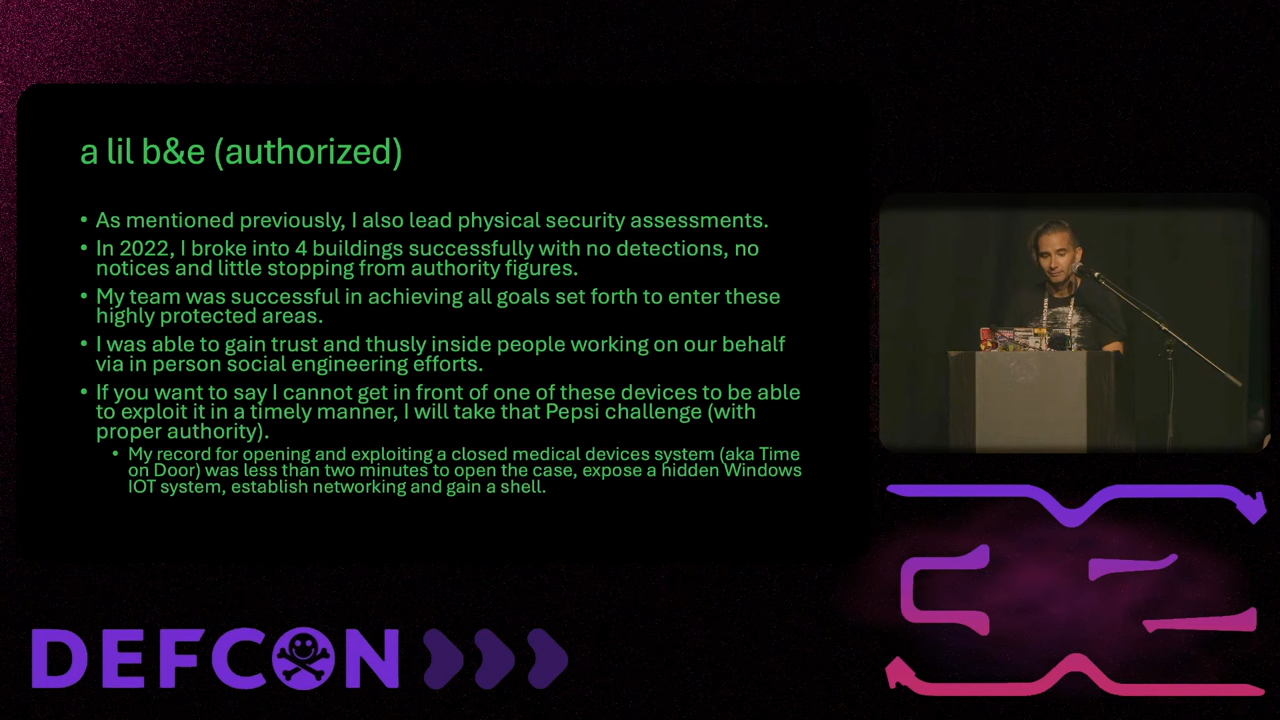 a lil b&e (authorized)
• As mentioned previously, I also lead physical security assessments.
• In 2022, I broke into 4 buildings successfully with no detections, no
notices and little stopping from authority figures.
• My team was successful in achieving all goals set forth to enter these
highly protected areas.
• I was able to gain trust and thusly inside people working on our behalf
via in person social engineering efforts.
• If you want to say I cannot get in front of one of these devices to be able
to exploit it in a timely manner, I will take that Pepsi challenge (with
proper authority).
• My record for opening and exploiting a closed medical devices system (aka Time
on Door) was less than two minutes to open the case, expose a hidden Windows
IOT system, establish networking and gain a shell.
DEFCON